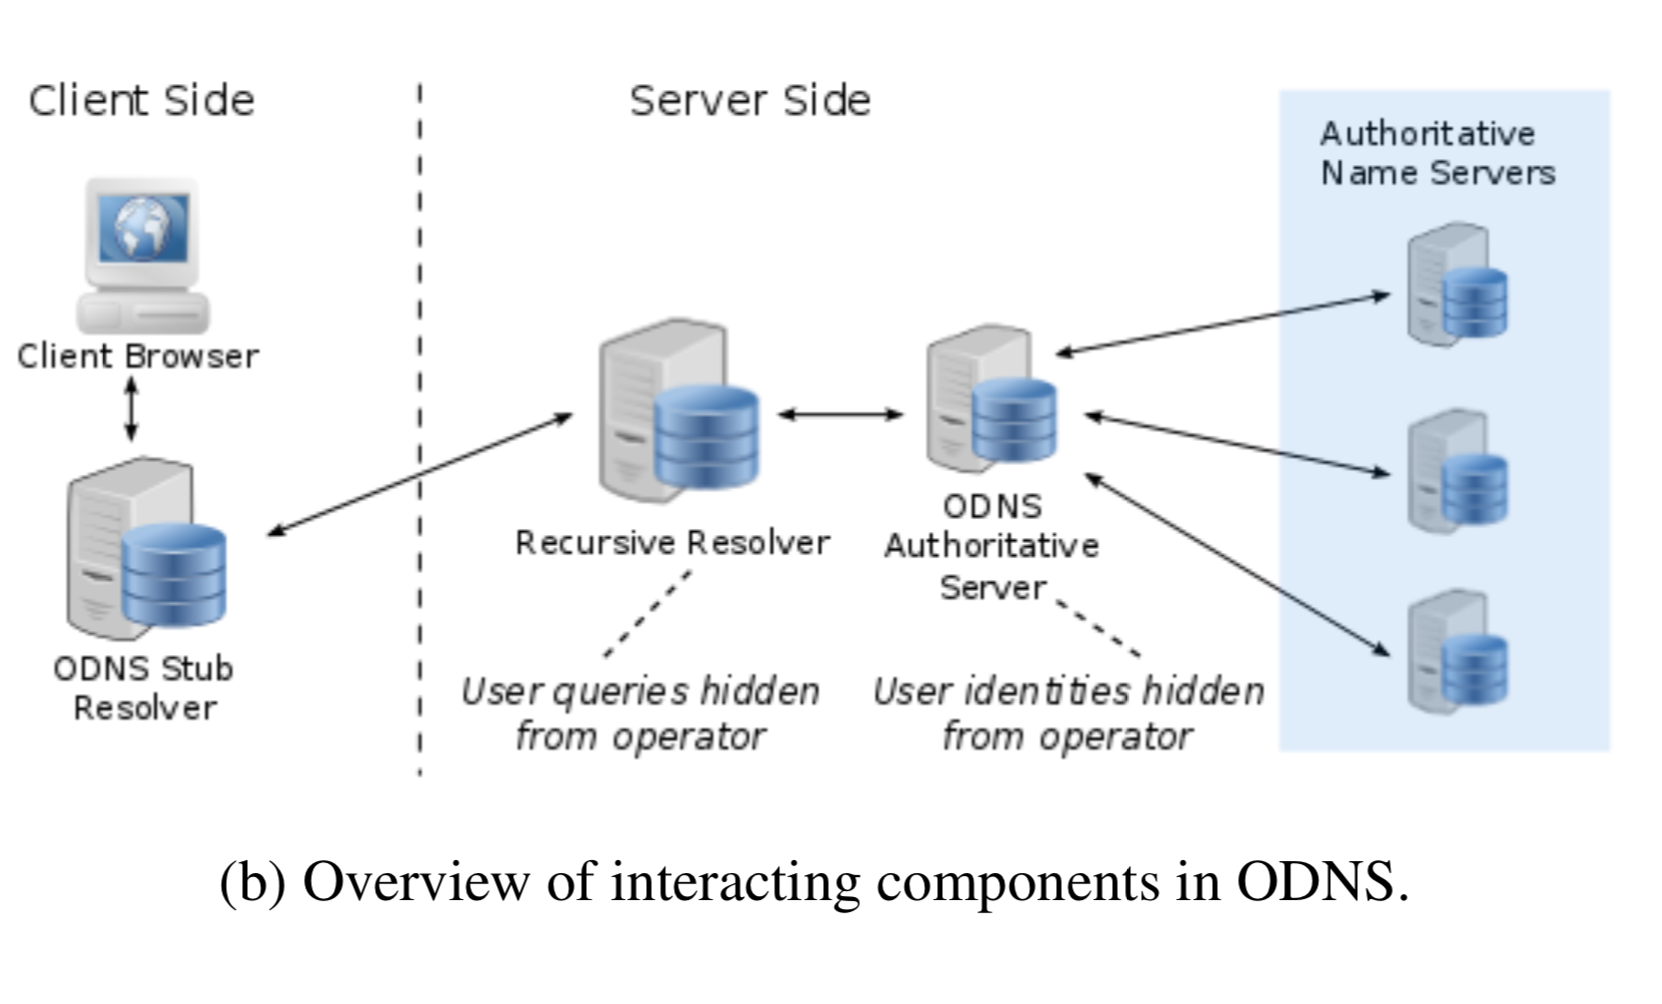 Client Side
Server Side
Authoritative
Name Servers
Client Browser
ODNS Stub
Resolver
Recursive Resolver
ODNS
Authoritative
Server
User queries hidden
from operator
User identities hidden
from operator
(b) Overview of interacting components in ODNS.